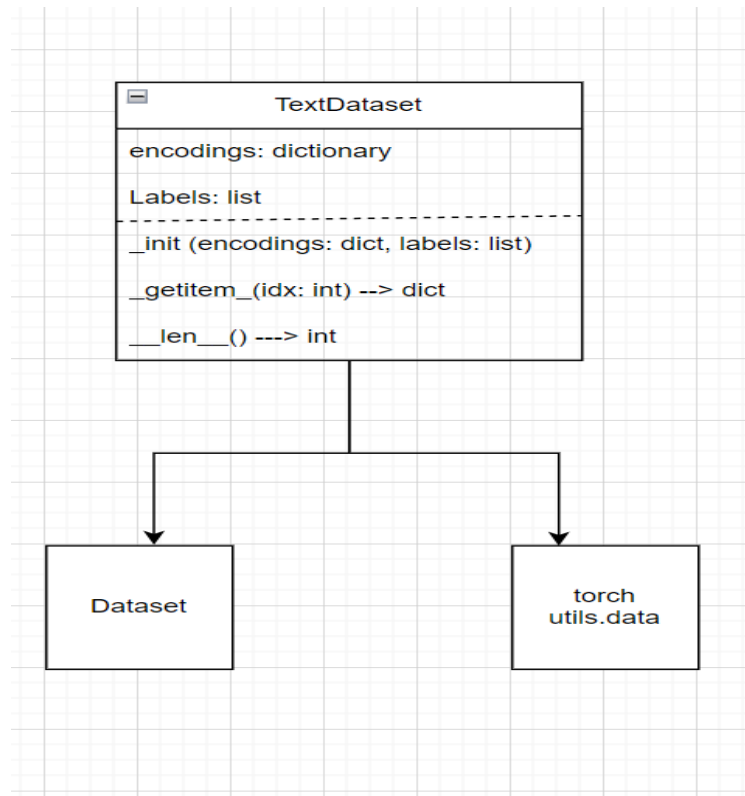 TextDataset
encodings: dictionary
Labels: list
_init (encodings: dict, labels: list)
_getitem_(idx: int) --> dict
__len__() ---> int
Dataset
torch
utils.data